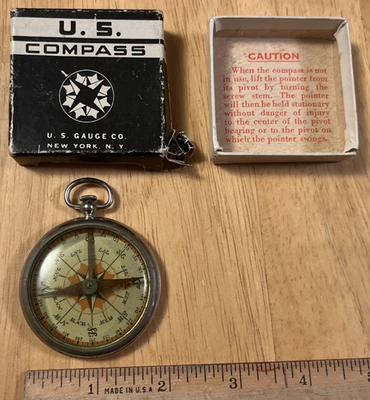 U. S.
COMPASS
U. S. GAUGE CO.
NEW YORK, N. Y.
CAUTION
When the compass is not
in use, lift the pointer from
its pivot by turning the
screw stem. The pointer
will then be held stationary
without danger of injury
to the center of the pivot
bearing or to the pivot on
which the pointer swings.
1 MADE IN U.S.A 2 3 4